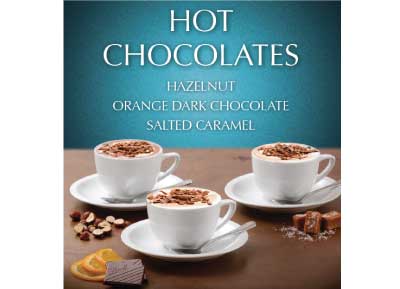 HOT
CHOCOLATES
HAZELNUT
ORANGE DARK CHOCOLATE
SALTED CARAMEL